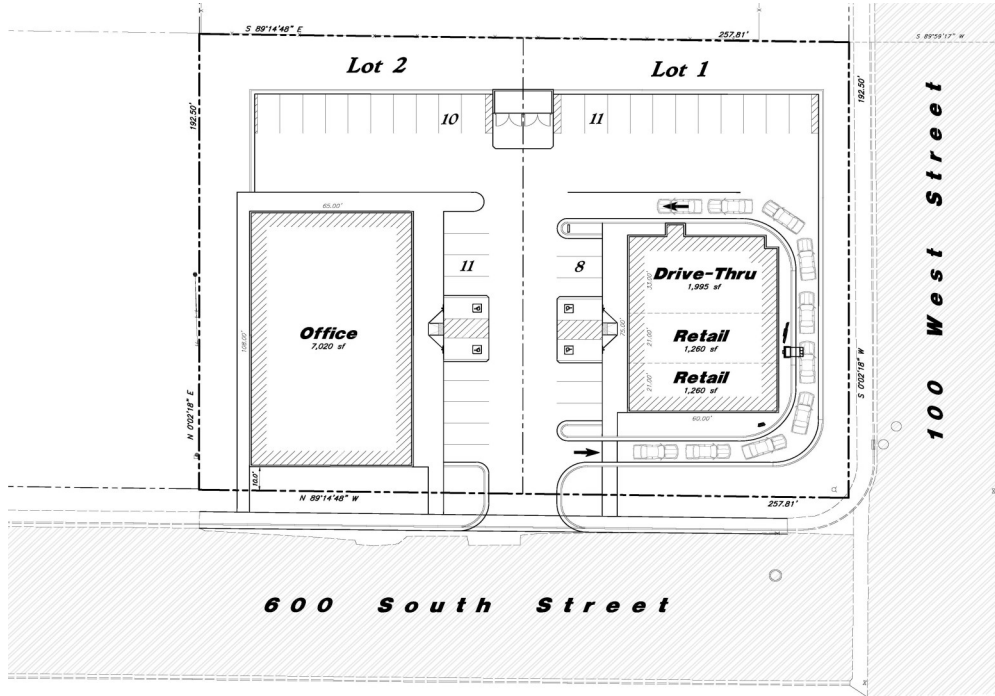 S 89°14'48" E
257.81'
S 89°59'17" W
Lot 2
Lot 1
192.50'
192.50'
10
11
65.00'
11
8
Drive-Thru
1,995 sf
33.00'
Office
7,020 sf
108.00'
75.00'
Retail
1,260 sf
21.00'
Retail
1,260 sf
21.00'
60.00'
N 0°02'18" E
S 0°02'18" W
100 West Street
10.0'
N 89°14'48" W
257.81'
600 South Street